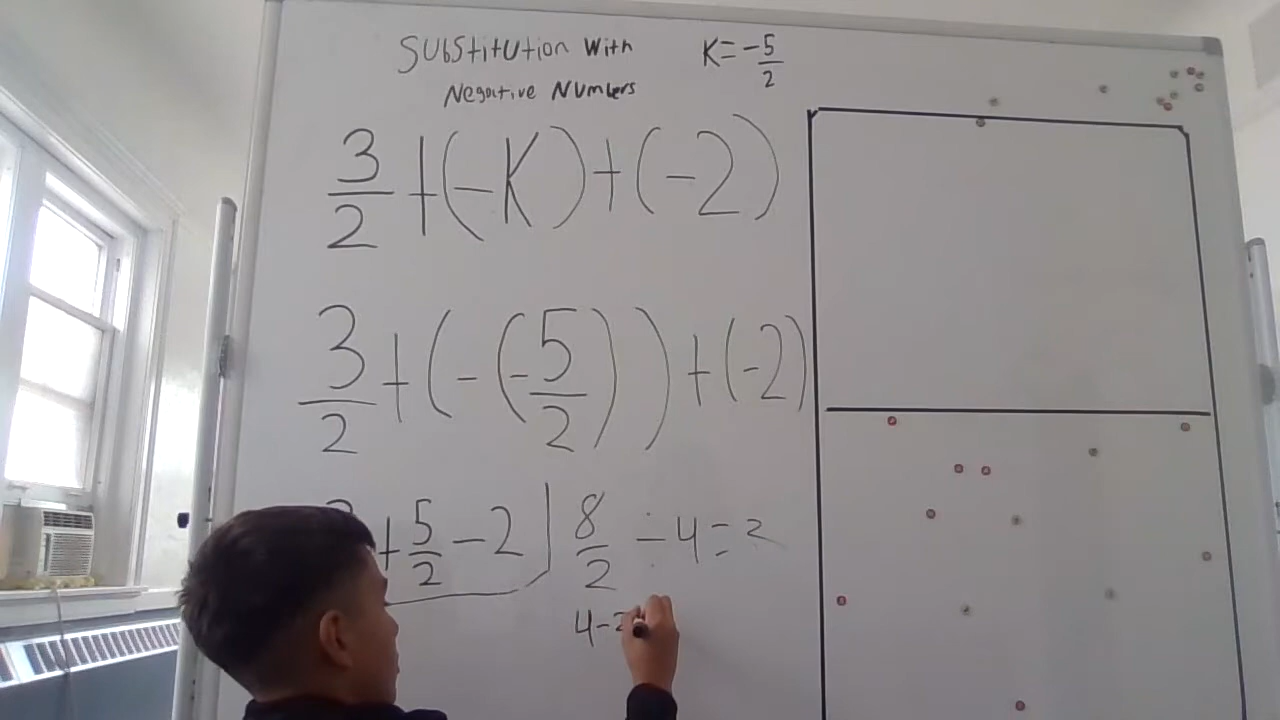 Substitution With
Negative Numbers
K = -5/2
3/2 + (-K) + (-2)
3/2 + (-(-5/2)) + (-2)
+ 5/2 - 2
8/2 - 4 = 2
4 - 2